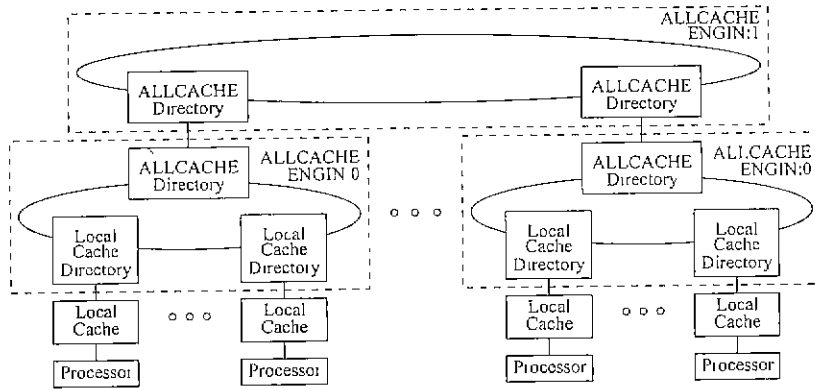 ALLCACHE
ENGIN:1
ALLCACHE
Directory
ALLCACHE
Directory
ALLCACHE
Directory
ALLCACHE
ENGIN 0
ALLCACHE
Directory
ALLCACHE
ENGIN:0
Local
Cache
Directory
Local
Cache
Directory
Local
Cache
Directory
Local
Cache
Directory
Local
Cache
Local
Cache
Local
Cache
Local
Cache
Processor
Processor
Processor
Processor